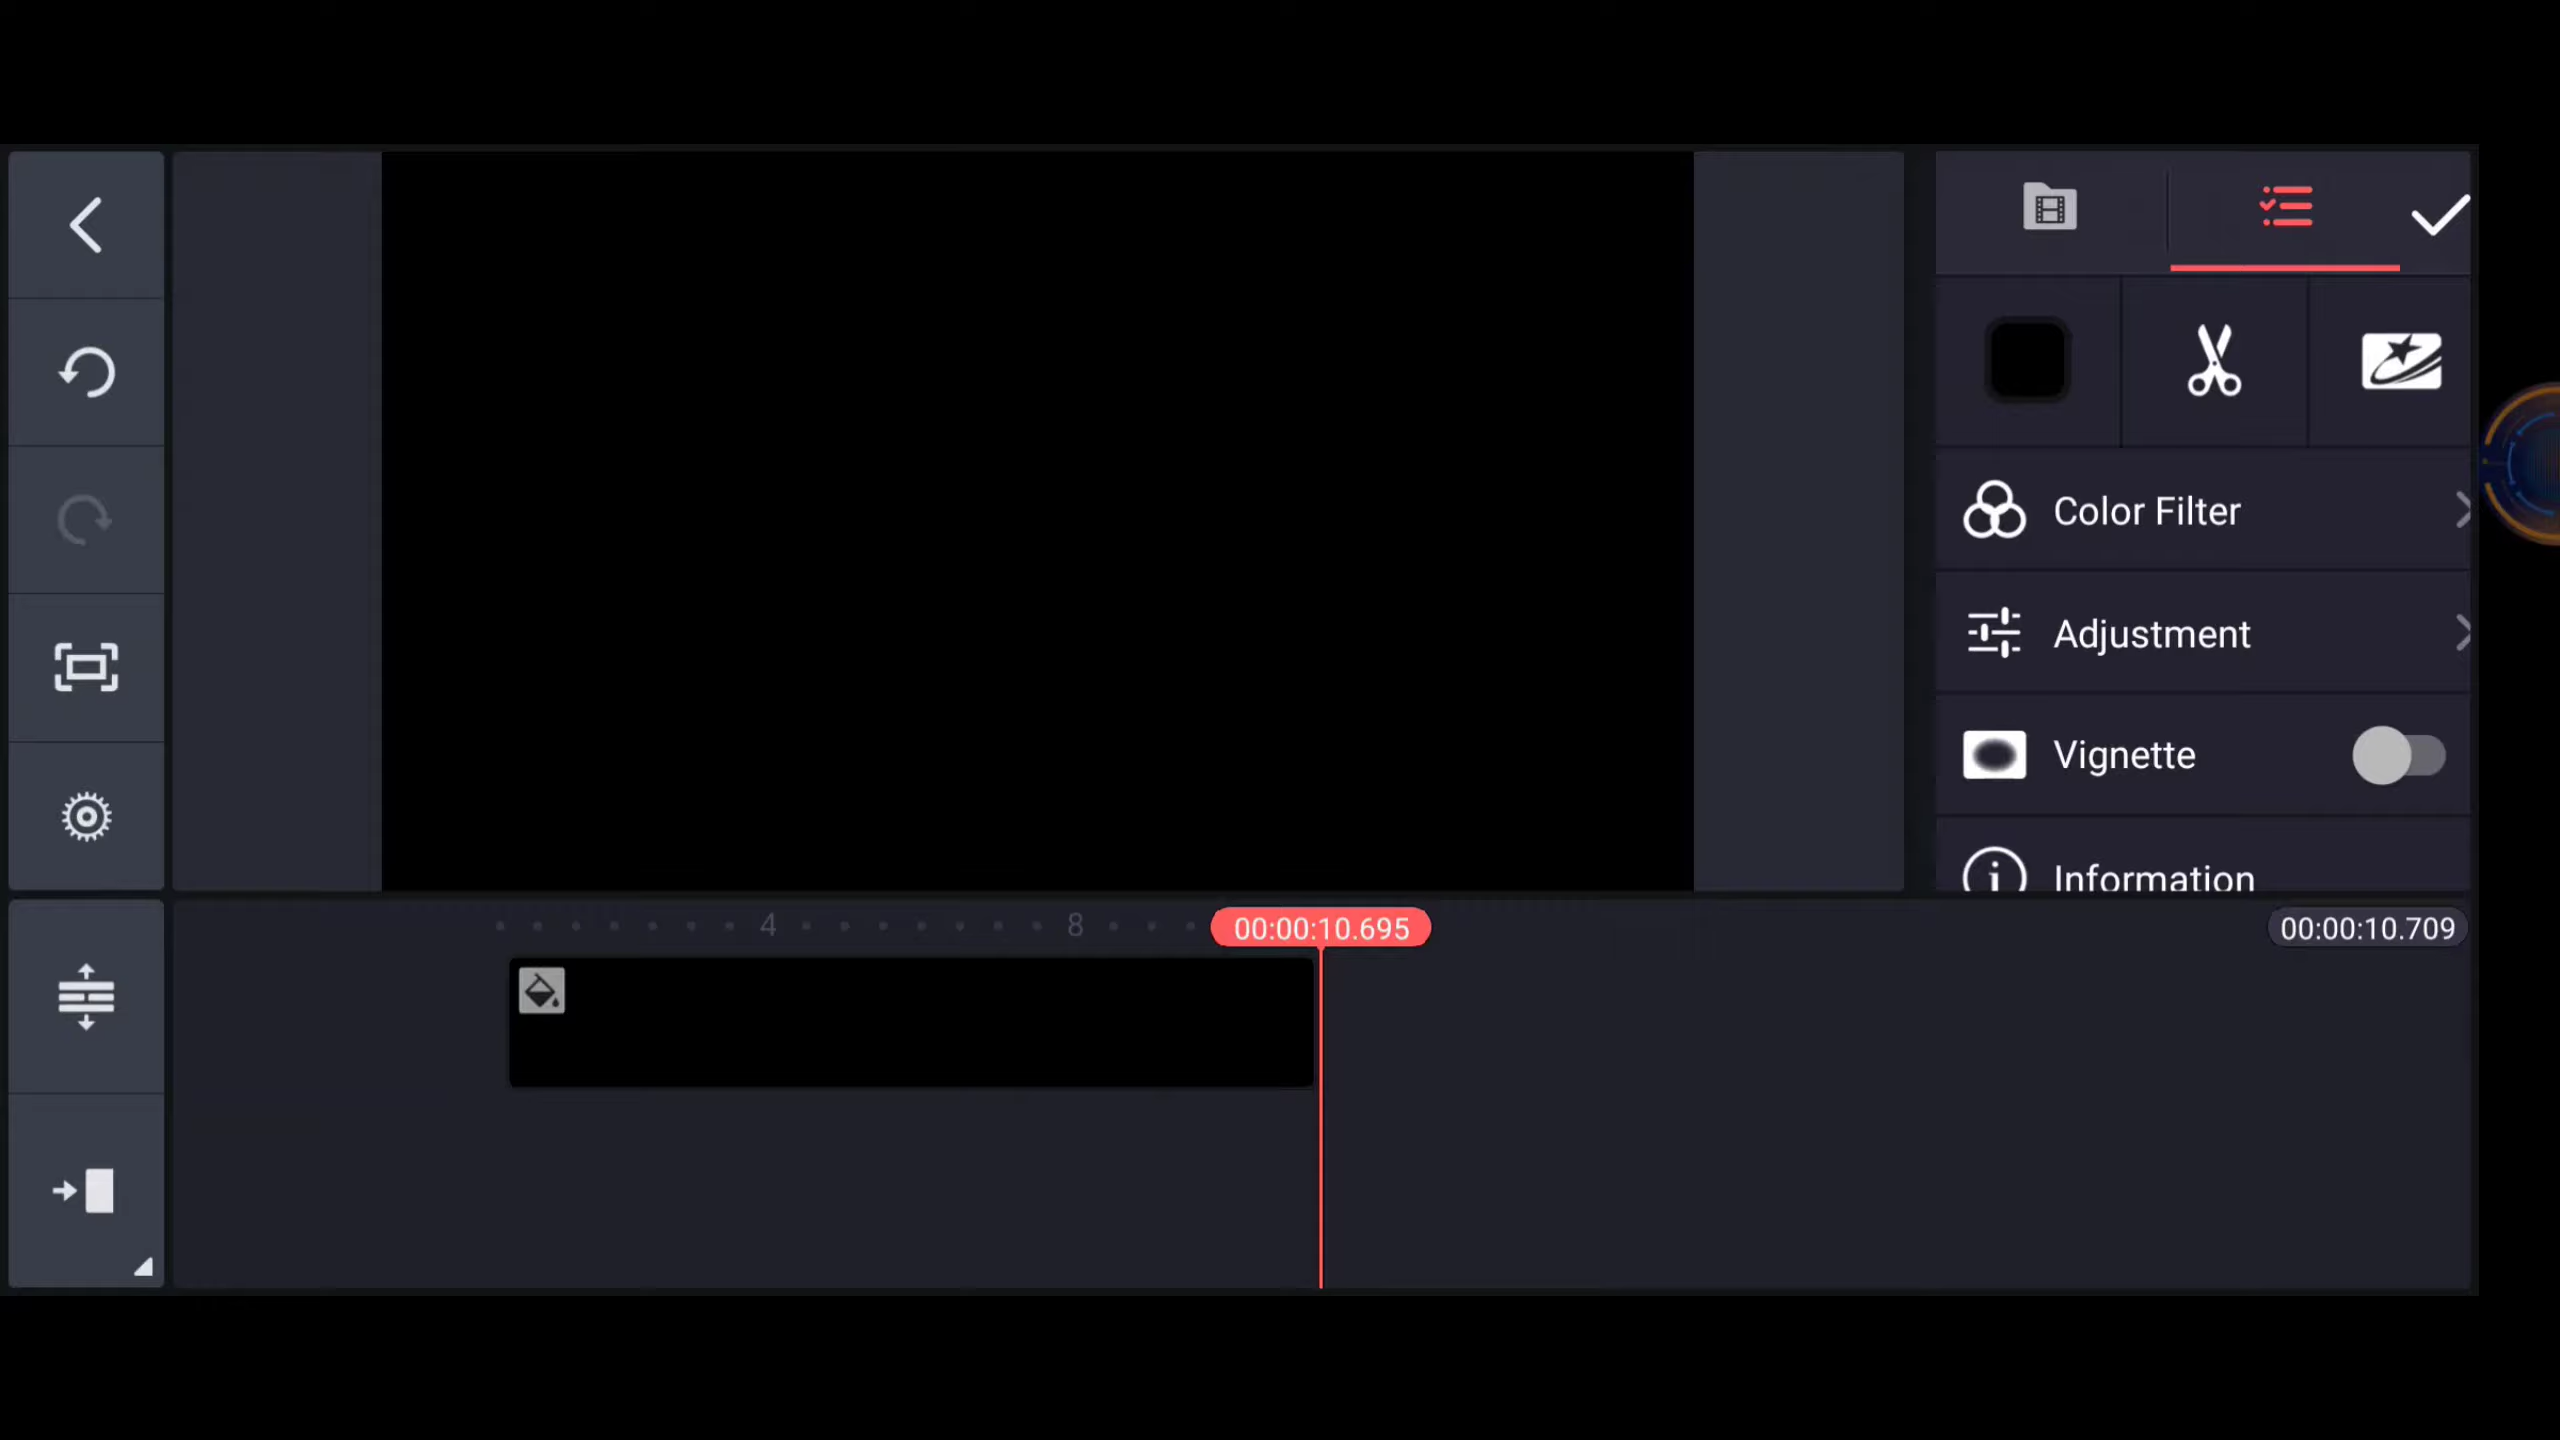 Color Filter
Adjustment
Vignette
Information
4
8
00:00:10.695
00:00:10.709